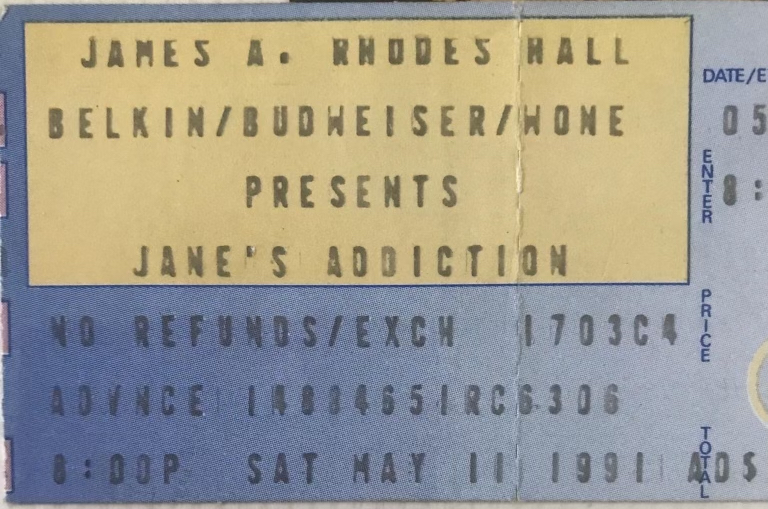 JAMES A. RHODES HALL
BELKIN/BUDWEISER/WONE
PRESENTS
JANE'S ADDICTION
NO REFUNDS/EXCH 1703C4
ADVNCE 14884651RC6306
8:00P SAT MAY 11 1991 ADS
DATE/E
05
ENTER
8:
PRICE
TOTAL